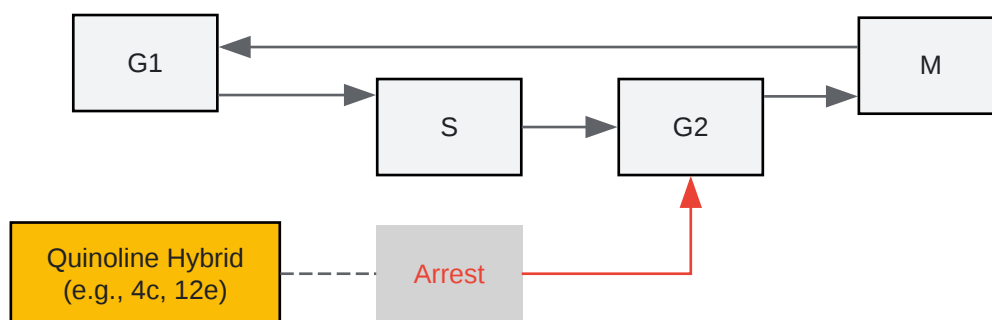 G1
M
S
G2
Quinoline Hybrid
(e.g., 4c, 12e)
Arrest